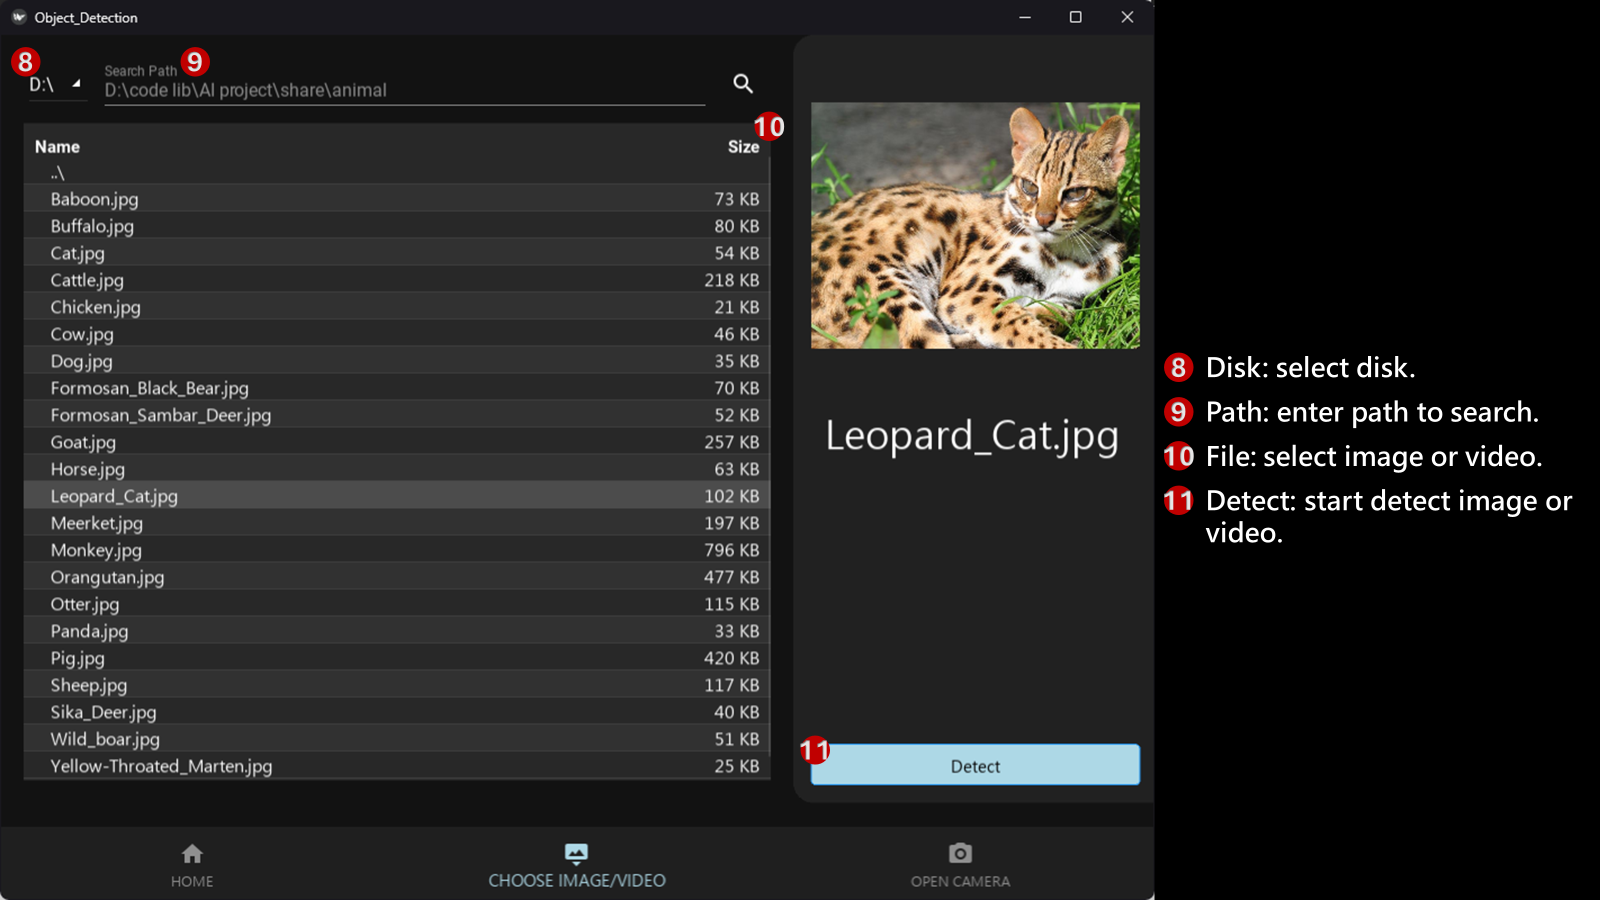 Object_Detection
8
9
D:\
Search Path
D:\code lib\AI project\share\animal
10
Name Size
..\
Baboon.jpg 73 KB
Buffalo.jpg 80 KB
Cat.jpg 54 KB
Cattle.jpg 218 KB
Chicken.jpg 21 KB
Cow.jpg 46 KB
Dog.jpg 35 KB
Formosan_Black_Bear.jpg 70 KB
Formosan_Sambar_Deer.jpg 52 KB
Goat.jpg 257 KB
Horse.jpg 63 KB
Leopard_Cat.jpg 102 KB
Meerket.jpg 197 KB
Monkey.jpg 796 KB
Orangutan.jpg 477 KB
Otter.jpg 115 KB
Panda.jpg 33 KB
Pig.jpg 420 KB
Sheep.jpg 117 KB
Sika_Deer.jpg 40 KB
Wild_boar.jpg 51 KB
Yellow-Throated_Marten.jpg 25 KB
Leopard_Cat.jpg
11
Detect
HOME
CHOOSE IMAGE/VIDEO
OPEN CAMERA
8 Disk: select disk.
9 Path: enter path to search.
10 File: select image or video.
11 Detect: start detect image or
video.